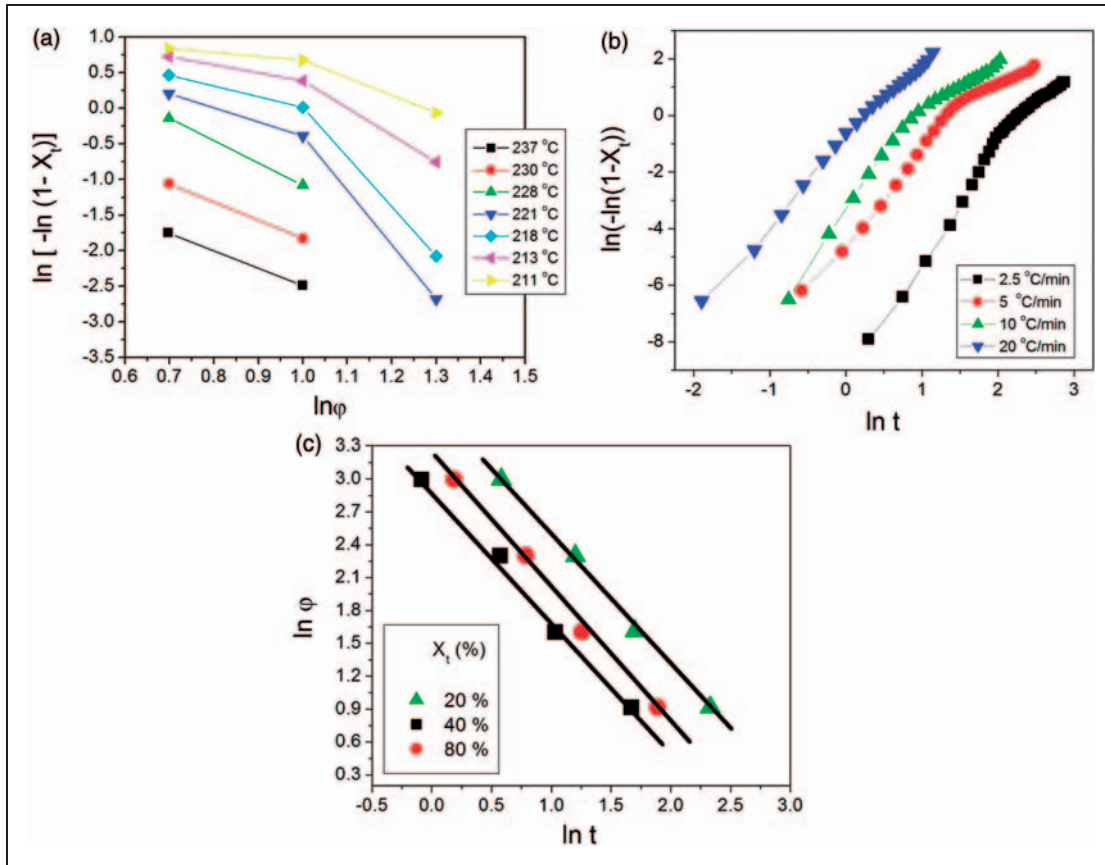 (a)
1.0
0.5
0.0
-0.5
-1.0
-1.5
-2.0
-2.5
-3.0
-3.5
ln [ -ln (1- Xt)]
0.6 0.7 0.8 0.9 1.0 1.1 1.2 1.3 1.4 1.5
lnφ
237 °C
230 °C
228 °C
221 °C
218 °C
213 °C
211 °C
(b)
2
0
-2
-4
-6
-8
ln(-ln(1-Xt))
-2 -1 0 1 2 3
ln t
2.5 °C/min
5 °C/min
10 °C/min
20 °C/min
(c)
3.3
3.0
2.7
2.4
2.1
1.8
1.5
1.2
0.9
0.6
0.3
ln φ
-0.5 0.0 0.5 1.0 1.5 2.0 2.5 3.0
ln t
Xt (%)
20 %
40 %
80 %